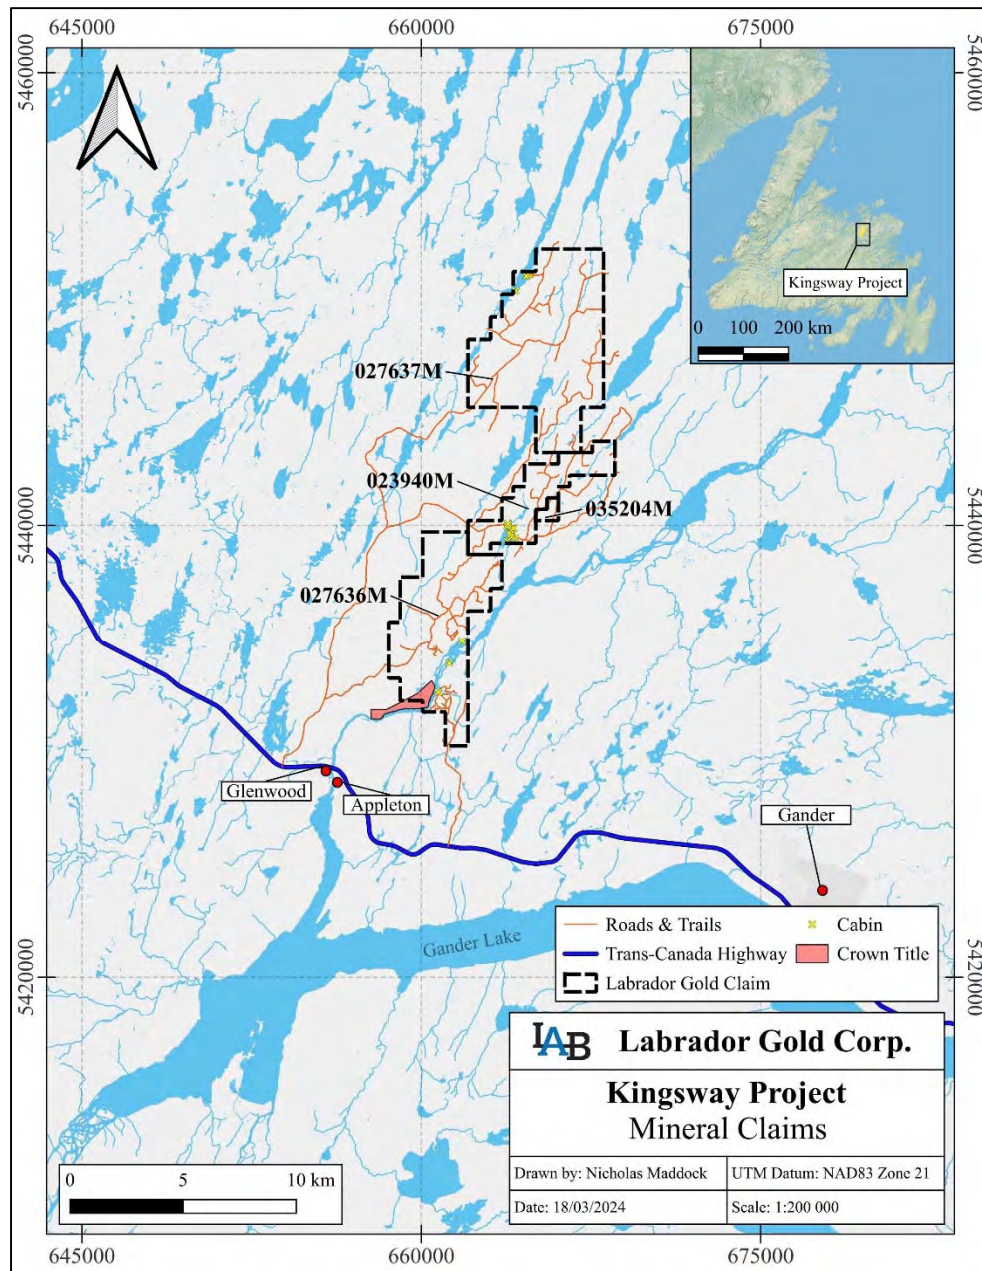 645000
660000
675000
5460000
5460000
Kingsway Project
0 100 200 km
027637M
023940M
035204M
5440000
5440000
027636M
Glenwood
Appleton
Gander
Gander Lake
Roads & Trails
Cabin
Trans-Canada Highway
Crown Title
Labrador Gold Claim
5420000
5420000
LAB Labrador Gold Corp.
Kingsway Project
Mineral Claims
Drawn by: Nicholas Maddock
UTM Datum: NAD83 Zone 21
Date: 18/03/2024
Scale: 1:200 000
0 5 10 km
645000
660000
675000